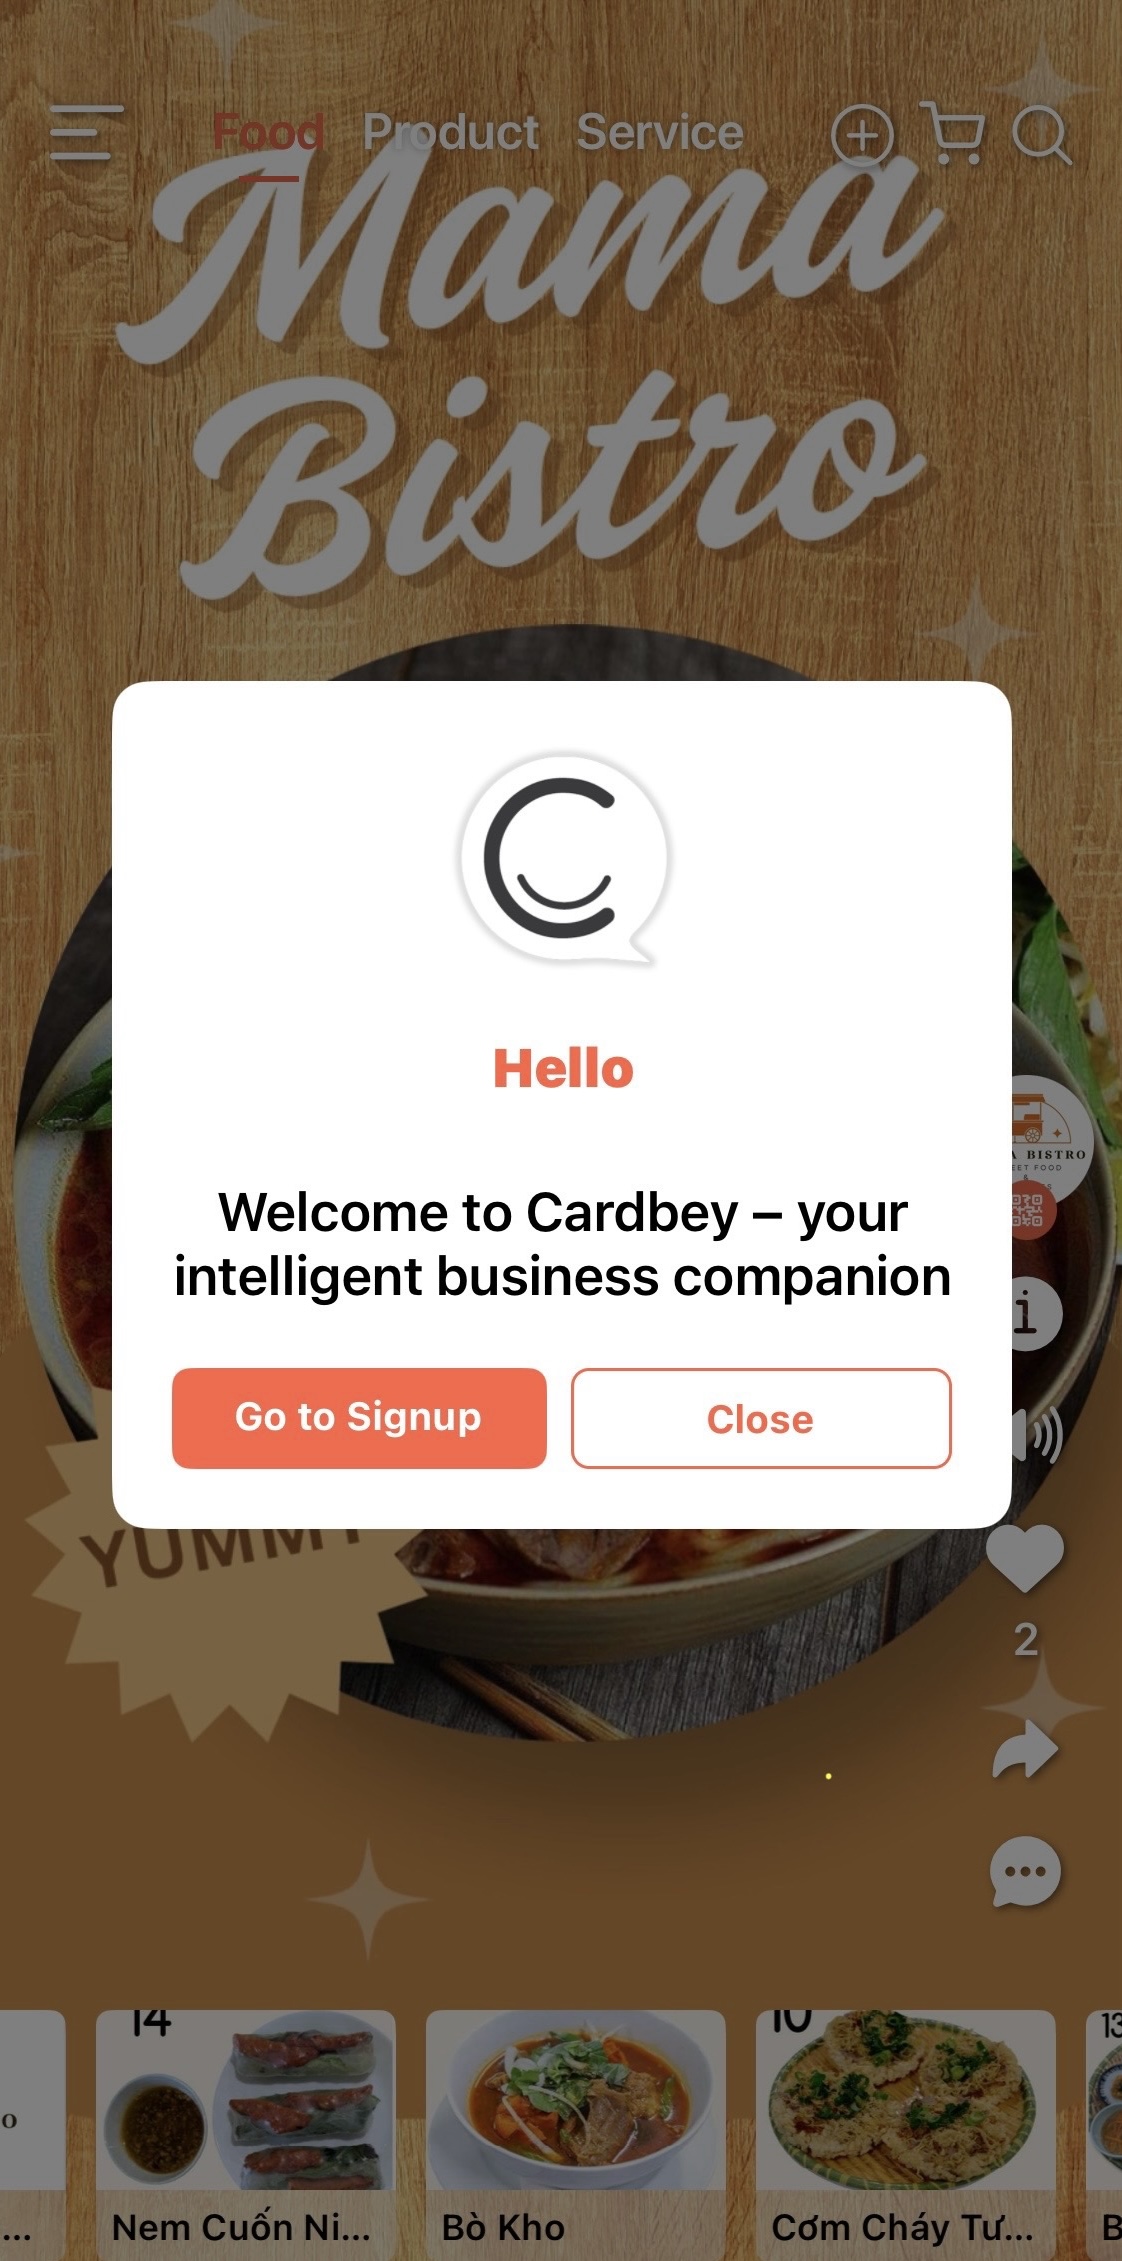 Food Product Service
Mama
Bistro
Hello
Welcome to Cardbey – your
intelligent business companion
Go to Signup
Close
BISTRO
YUMMY
2
14
10
13
Nem Cuốn Ni...
Bò Kho
Cơm Cháy Tư...
B